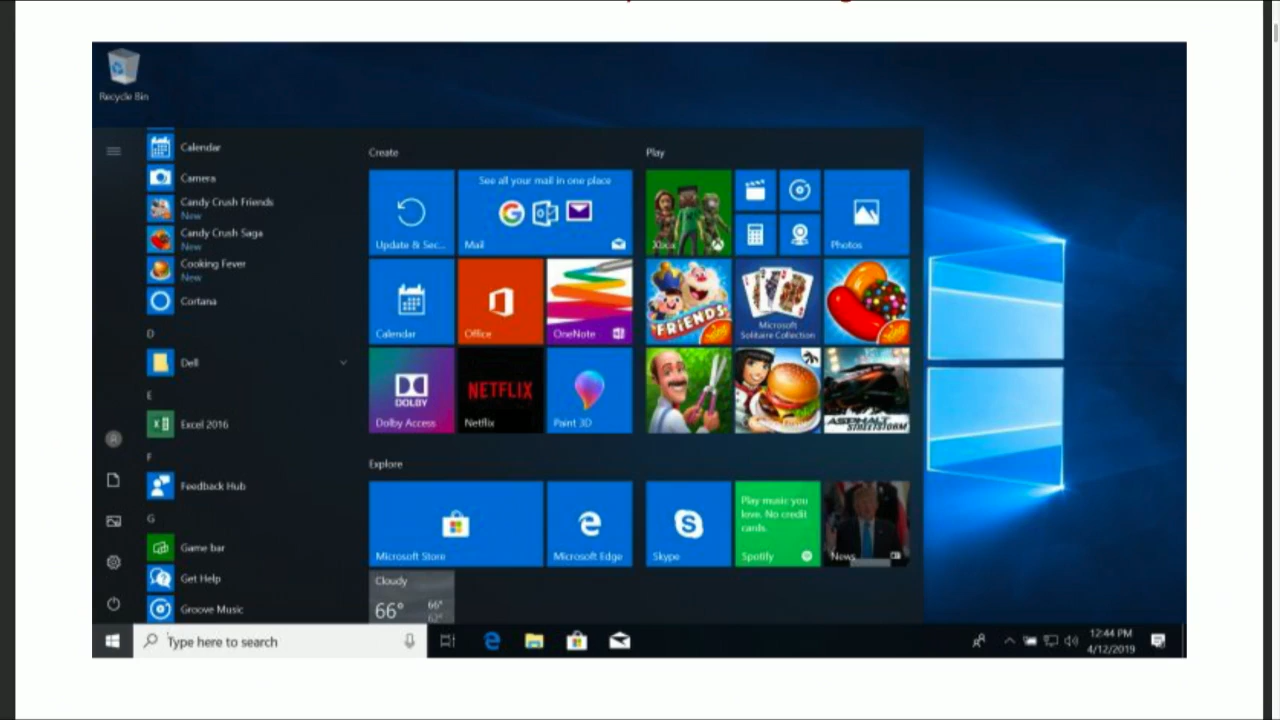 Recycle Bin
Calendar
Camera
Candy Crush Friends
New
Candy Crush Saga
New
Cooking Fever
New
Cortana
D
Dell
E
Excel 2016
F
Feedback Hub
G
Game bar
Get Help
Groove Music
Create
Update & Sec...
See all your mail in one place
Mail
Calendar
Office
OneNote
DOLBY
Dolby Access
NETFLIX
Netflix
Paint 3D
Explore
Microsoft Store
Microsoft Edge
Cloudy
66°
66°
Play
Xbox
Photos
FRiENDS
Microsoft
Solitaire Collection
ASPHALT
STREETSTORM
Skype
Play music you
love. No credit
cards.
Spotify
News
Type here to search
12:44 PM
4/12/2019